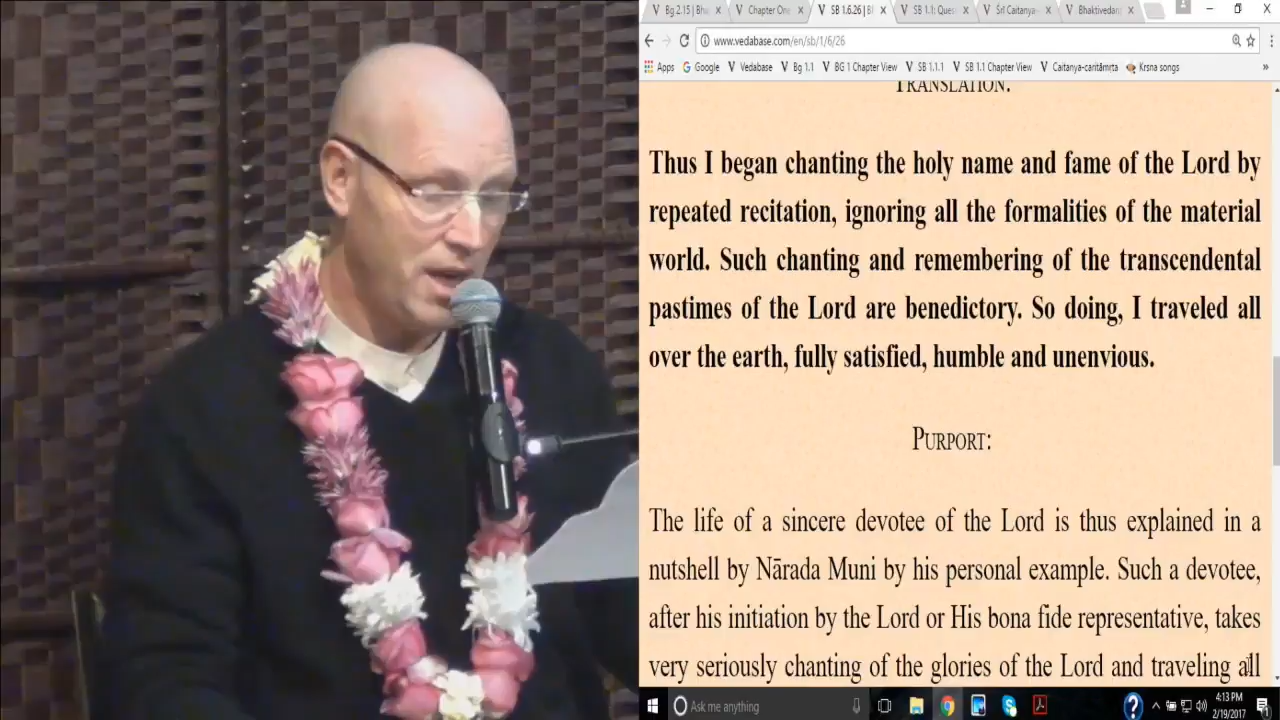 Bg 2.15 | Bh
Chapter One
SB 1.6.26 | B
SB 1.1: Ques
Śrī Caitanya-
Bhaktivedan
www.vedabase.com/en/sb/1/6/26
Apps Google Vedabase Bg 1.1 BG 1 Chapter View SB 1.1.1 SB 1.1 Chapter View Caitanya-caritāmṛta Krsna songs »
TRANSLATION:
Thus I began chanting the holy name and fame of the Lord by
repeated recitation, ignoring all the formalities of the material
world. Such chanting and remembering of the transcendental
pastimes of the Lord are benedictory. So doing, I traveled all
over the earth, fully satisfied, humble and unenvious.
PURPORT:
The life of a sincere devotee of the Lord is thus explained in a
nutshell by Nārada Muni by his personal example. Such a devotee,
after his initiation by the Lord or His bona fide representative, takes
very seriously chanting of the glories of the Lord and traveling all
Ask me anything
4:13 PM
2/19/2017